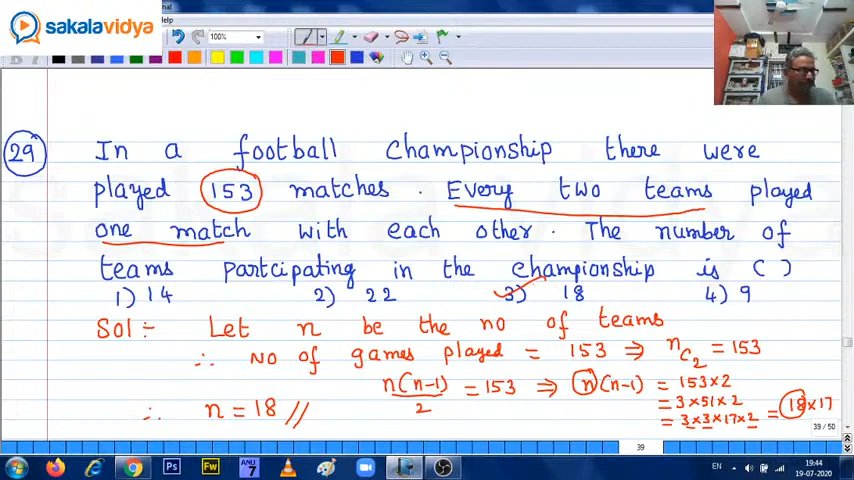 sakalavidya
Help
100%
29
In a football championship there were
played 153 matches. Every two teams played
one match with each other. The number of
teams partcipating in the championship is ( )
1) 14 2) 22 3) 18 4) 9
Sol:- Let n be the no of teams
∴ No of games played = 153 ⇒ nC2 = 153
n(n-1)/2 = 153 ⇒ n(n-1) = 153×2
= 3×51×2
= 3×3×17×2 = 18×17
∴ n = 18 //
39 / 50
39
Ps
Fw
EN
19:44
19-07-2020